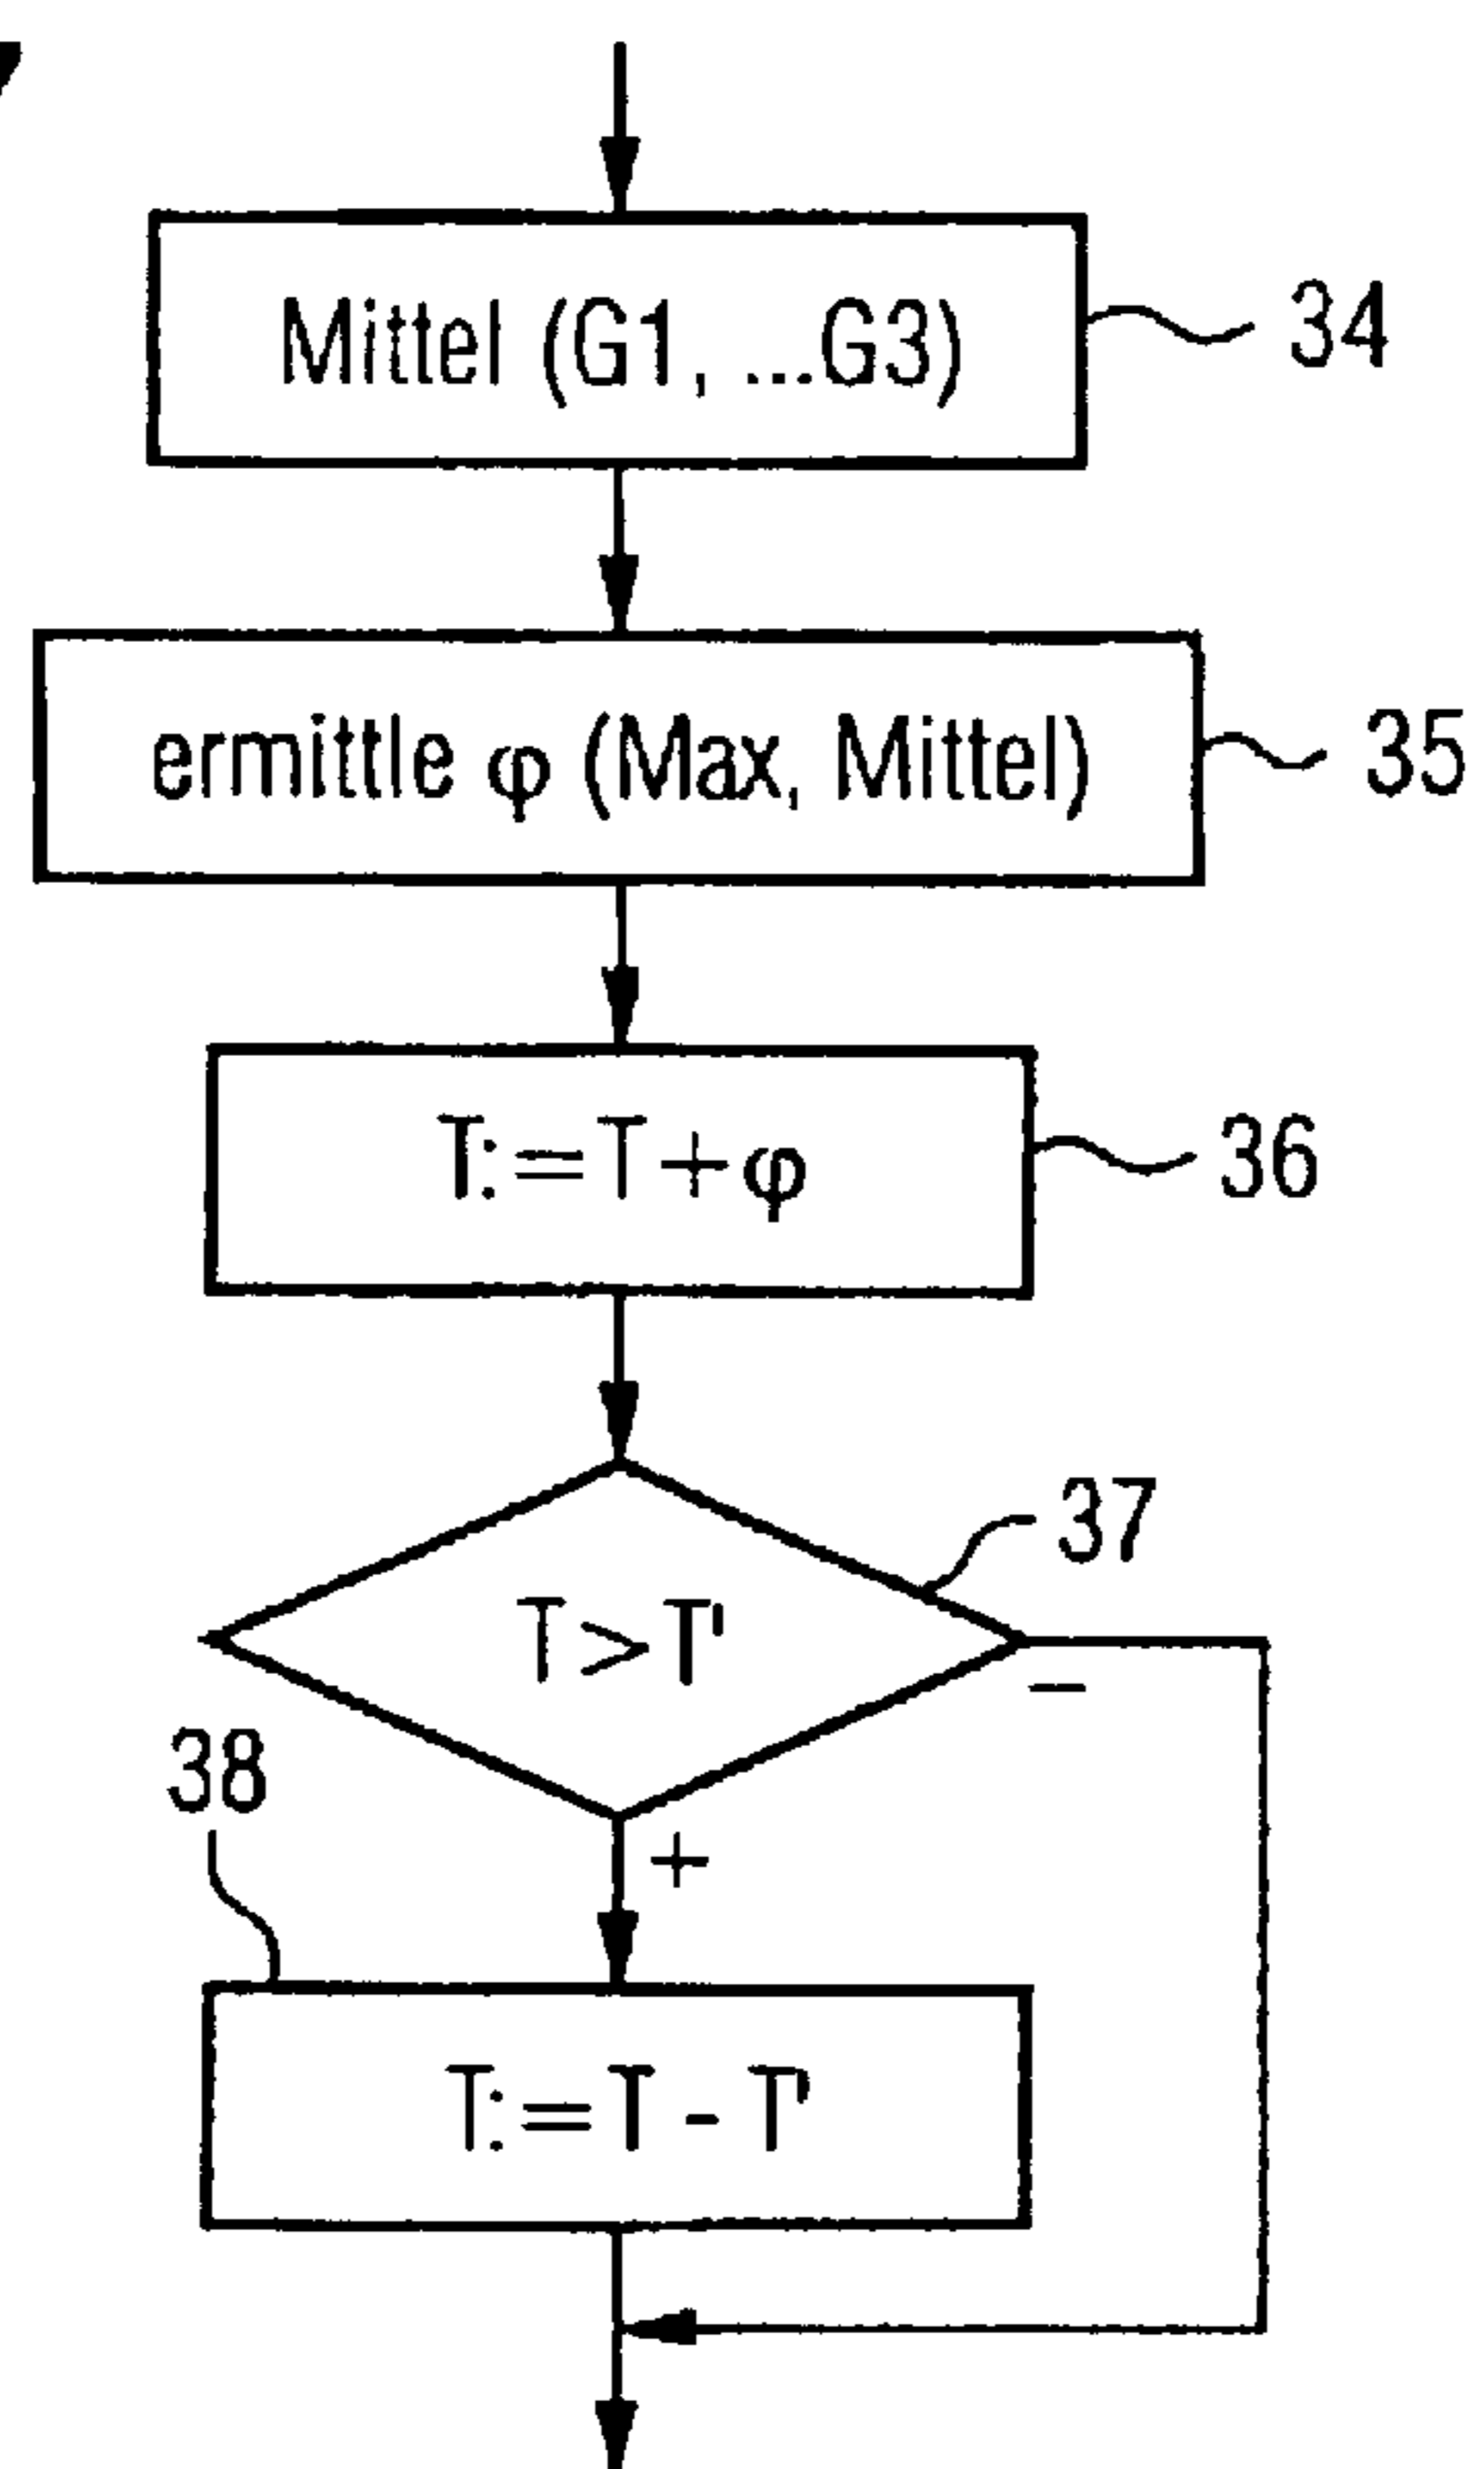 Mittel (G1, ...G3)
34
ermittle φ (Max, Mittel)
35
T:=T+φ
36
37
T>T'
−
38
+
T:=T - T'